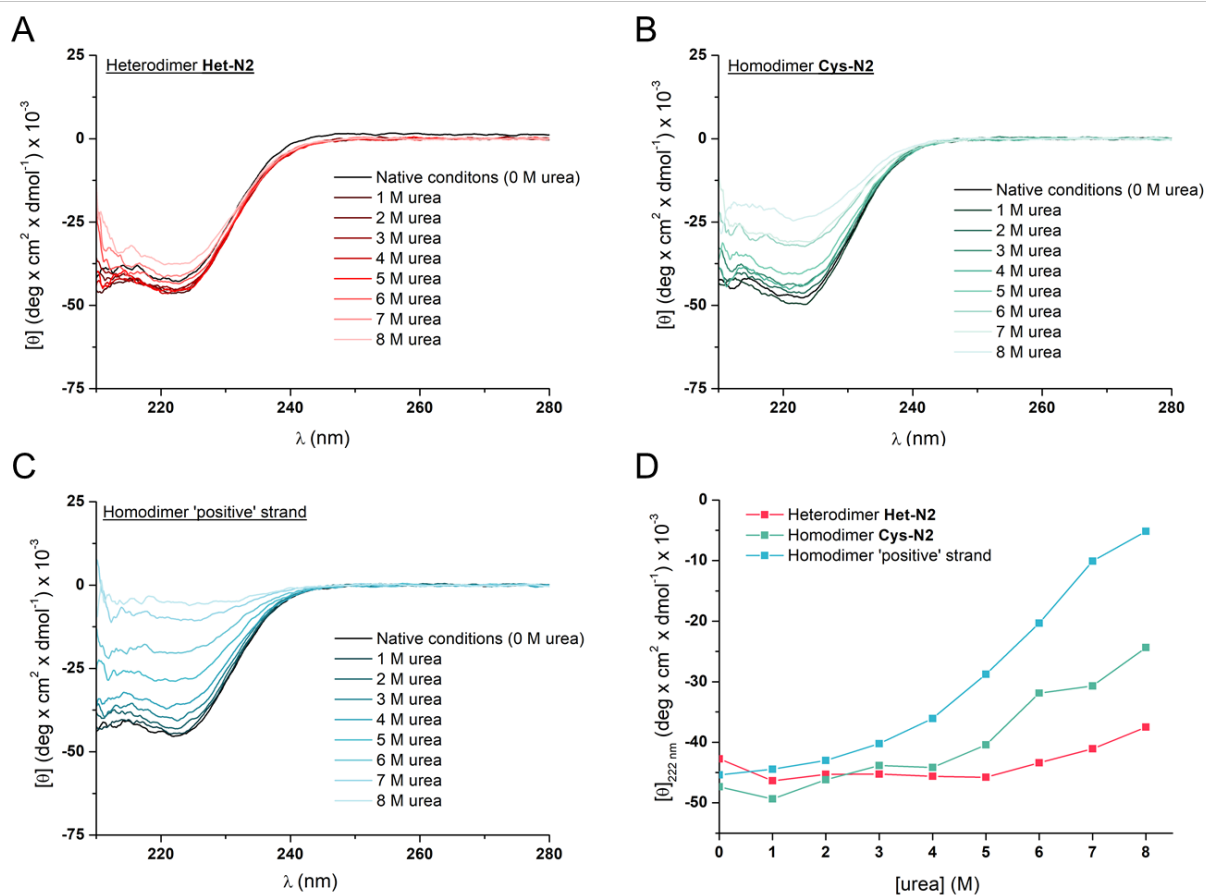 A
Heterodimer Het-N2
25
0
-25
-50
-75
[θ] (deg x cm² x dmol⁻¹) x 10⁻³
Native conditons (0 M urea)
1 M urea
2 M urea
3 M urea
4 M urea
5 M urea
6 M urea
7 M urea
8 M urea
220 240 260 280
λ (nm)
B
Homodimer Cys-N2
25
0
-25
-50
-75
[θ] (deg x cm² x dmol⁻¹) x 10⁻³
Native conditons (0 M urea)
1 M urea
2 M urea
3 M urea
4 M urea
5 M urea
6 M urea
7 M urea
8 M urea
220 240 260 280
λ (nm)
C
Homodimer 'positive' strand
25
0
-25
-50
-75
[θ] (deg x cm² x dmol⁻¹) x 10⁻³
Native conditions (0 M urea)
1 M urea
2 M urea
3 M urea
4 M urea
5 M urea
6 M urea
7 M urea
8 M urea
220 240 260 280
λ (nm)
D
Heterodimer Het-N2
Homodimer Cys-N2
Homodimer 'positive' strand
0
-10
-20
-30
-40
-50
[θ]222 nm (deg x cm² x dmol⁻¹) x 10⁻³
0 1 2 3 4 5 6 7 8
[urea] (M)